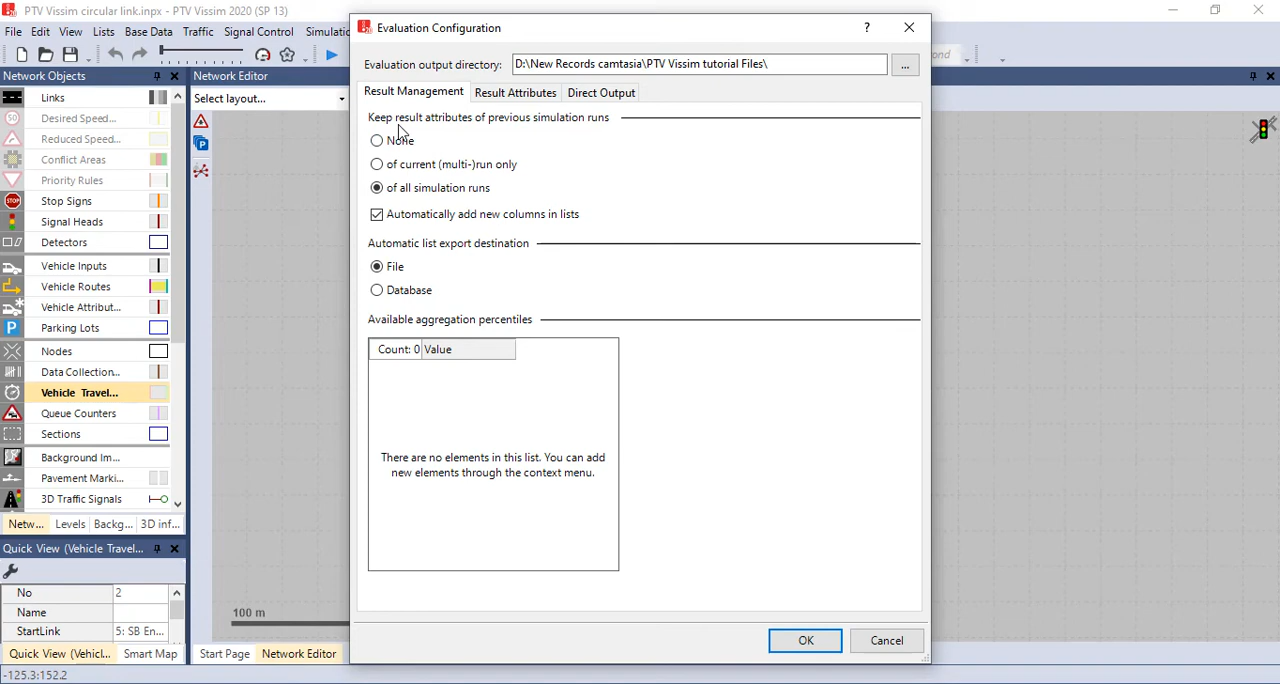 PTV Vissim circular link.inpx - PTV Vissim 2020 (SP 13)
File Edit View Lists Base Data Traffic Signal Control Simulatio
Network Objects
Network Editor
Select layout...
Links
Desired Speed...
Reduced Speed...
Conflict Areas
Priority Rules
Stop Signs
Signal Heads
Detectors
Vehicle Inputs
Vehicle Routes
Vehicle Attribut...
Parking Lots
Nodes
Data Collection...
Vehicle Travel...
Queue Counters
Sections
Background Im...
Pavement Marki...
3D Traffic Signals
Netw... Levels Backg... 3D inf...
Quick View (Vehicle Travel...
No 2
Name
StartLink 5: SB En...
Quick View (Vehicl... Smart Map
Start Page Network Editor
-125.3:152.2
100 m
Evaluation Configuration
?
Evaluation output directory: D:\New Records camtasia\PTV Vissim tutorial Files\
...
Result Management Result Attributes Direct Output
Keep result attributes of previous simulation runs
None
of current (multi-)run only
of all simulation runs
Automatically add new columns in lists
Automatic list export destination
File
Database
Available aggregation percentiles
Count: 0 Value
There are no elements in this list. You can add
new elements through the context menu.
OK Cancel